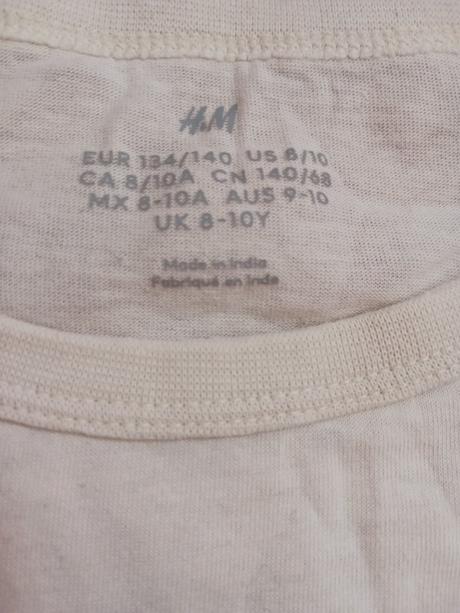 H&M
EUR 134/140 US 8/10
CA 8/10A CN 140/68
MX 8-10A AUS 9-10
UK 8-10Y
Made in India
Fabriqué en Inde